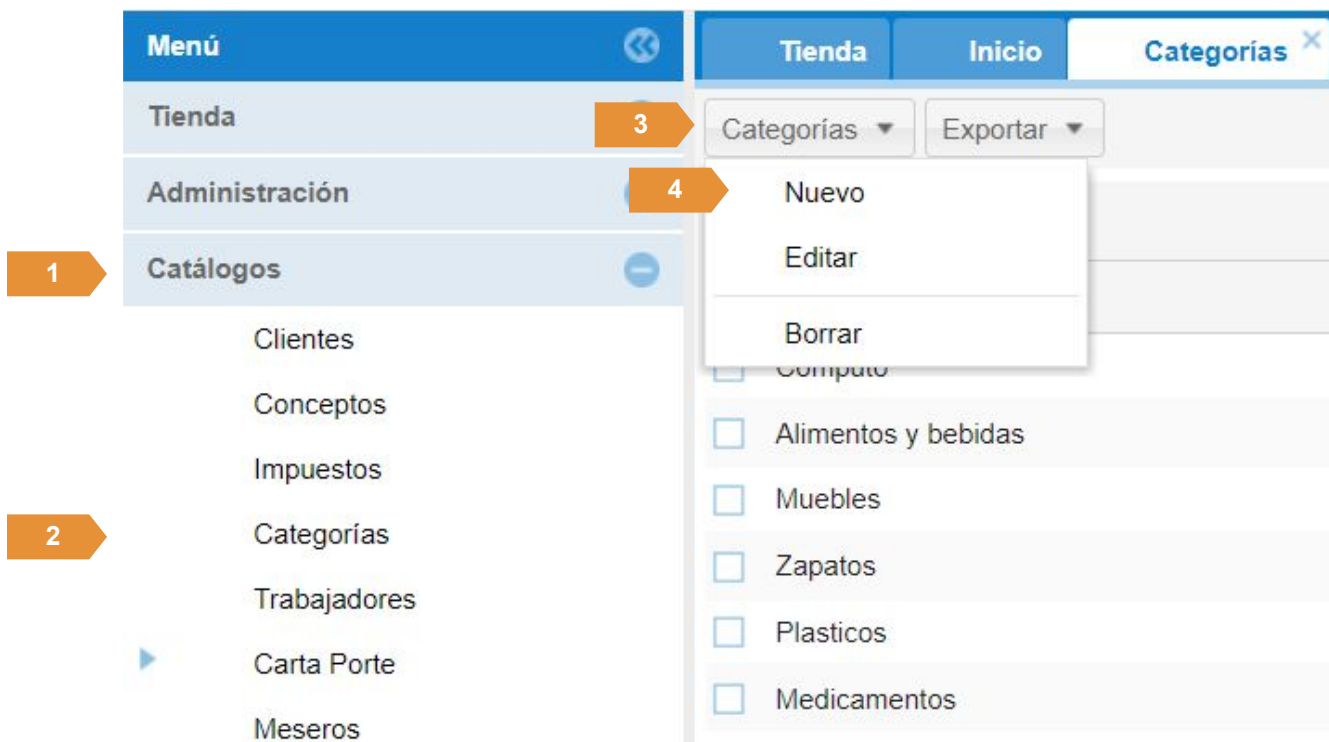 Menú
Tienda
Administración
1
Catálogos
Clientes
Conceptos
Impuestos
2
Categorías
Trabajadores
Carta Porte
Meseros
Tienda
Inicio
Categorías
3
Categorías
Exportar
4
Nuevo
Editar
Borrar
Computo
Alimentos y bebidas
Muebles
Zapatos
Plasticos
Medicamentos